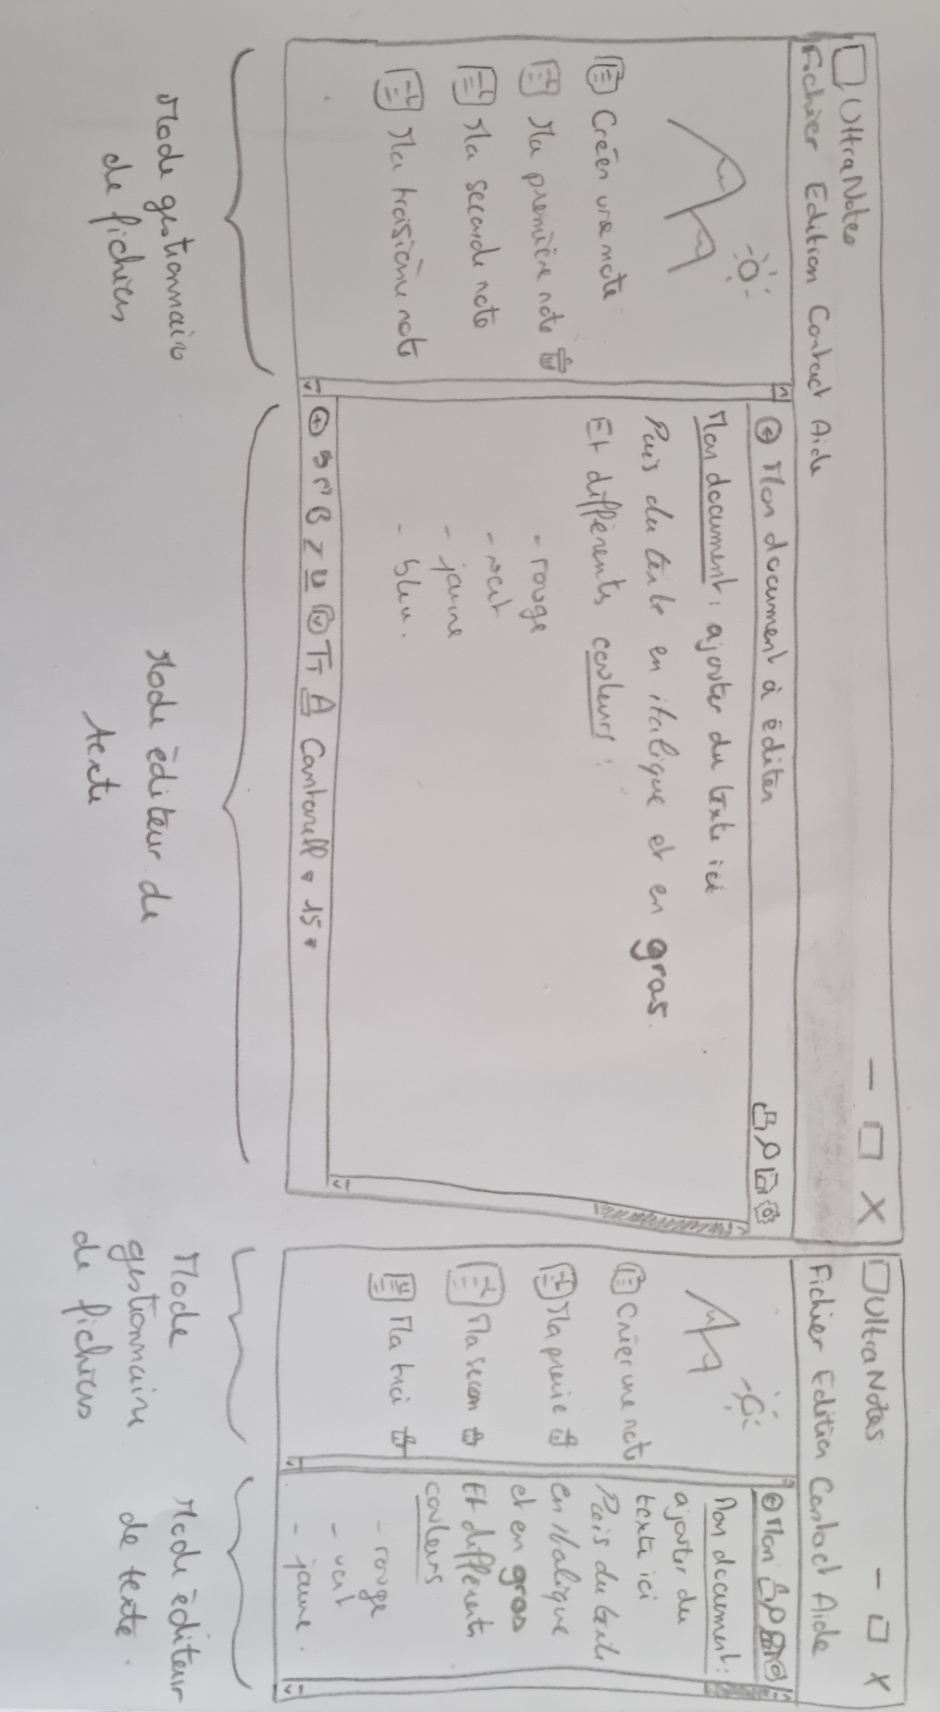 UltraNotes
Fichier Edition Contact Aide
Créer une note
Ma première note
Ma seconde note
Ma troisième note
Mon document à éditer
Mon document : ajouter du texte ici
Puis du texte en italique et en gras.
Et différents couleurs :
- rouge
- vert
- jaune
- bleu.
B I U TT A Cantarell 15
Mode gestionnaire
de fichiers
Mode éditeur de
texte
UltraNotes
Fichier Edition Contact Aide
Créer une note
Ma premie
Ma secon
Ma troi
Mon
Mon document :
ajouter du
texte ici
Puis du texte
en italique
et en gras
Et différents
couleurs
- rouge
- vert
- jaune.
Mode
gestionnaire
de fichiers
Mode éditeur
de texte.